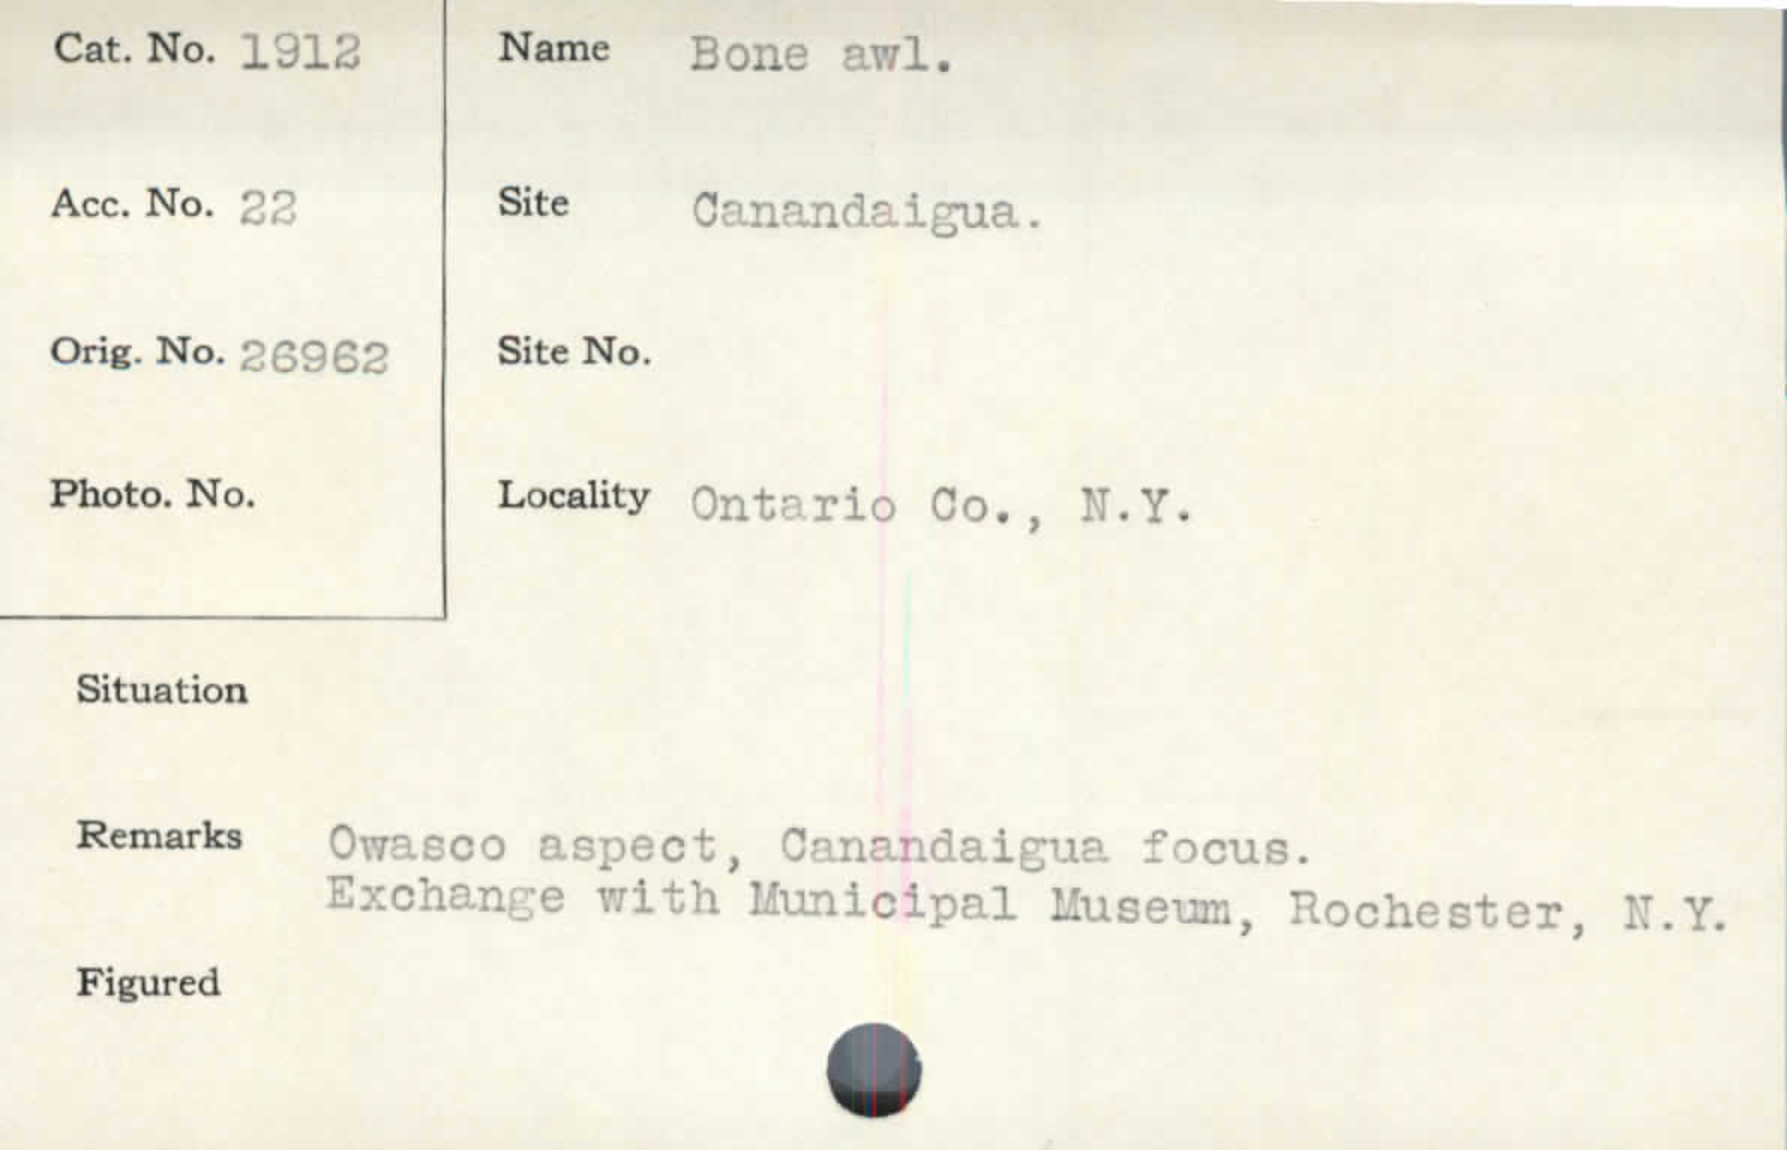 Cat. No. 1912
Name Bone awl.
Acc. No. 22
Site Canandaigua.
Orig. No. 26962
Site No.
Photo. No.
Locality Ontario Co., N.Y.
Situation
Remarks Owasco aspect, Canandaigua focus.
Exchange with Municipal Museum, Rochester, N.Y.
Figured